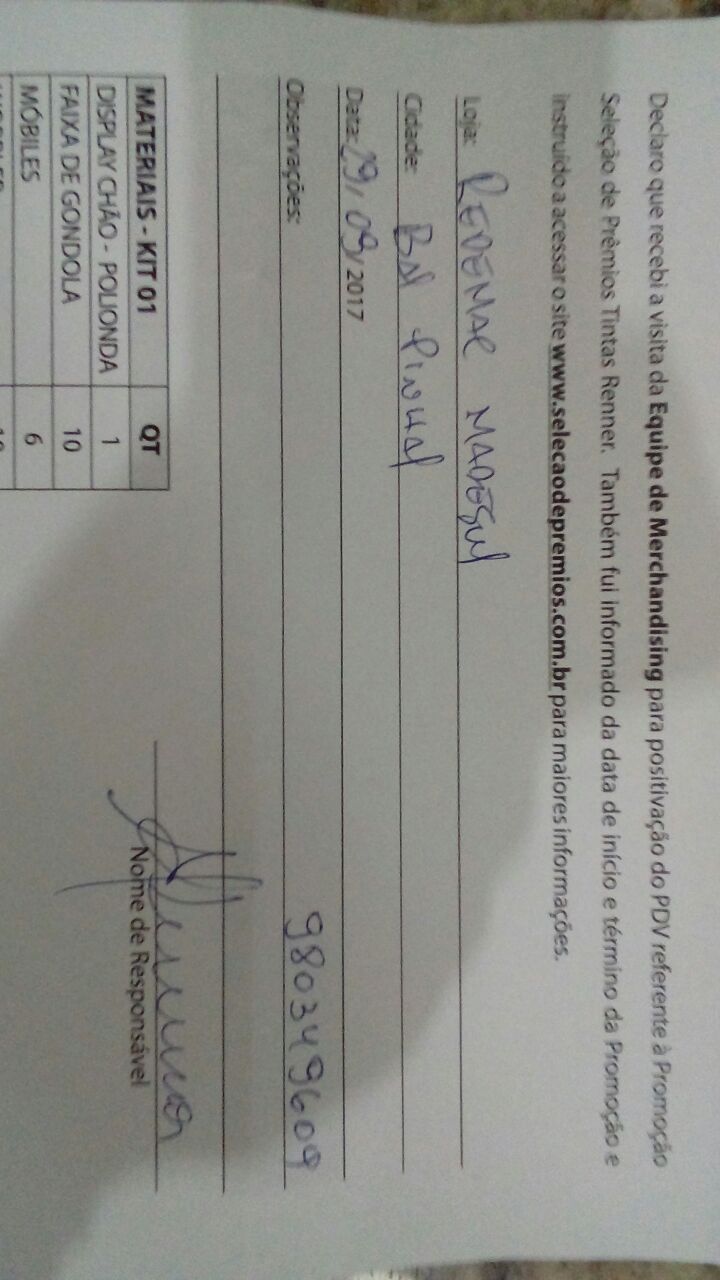 Declaro que recebi a visita da Equipe de Merchandising para positivação do PDV referente à Promoção
Seleção de Prêmios Tintas Renner. Também fui informado da data de início e término da Promoção e
instruído a acessar o site www.selecaodepremios.com.br para maiores informações.
Loja: REDEMAC MADESUL
Cidade: Bal Pinhal
Data: 29/09/2017
Observações:
980349609
MATERIAIS - KIT 01 QT
DISPLAY CHÃO - POLIONDA 1
FAIXA DE GONDOLA 10
MÓBILES 6
Nome de Responsável